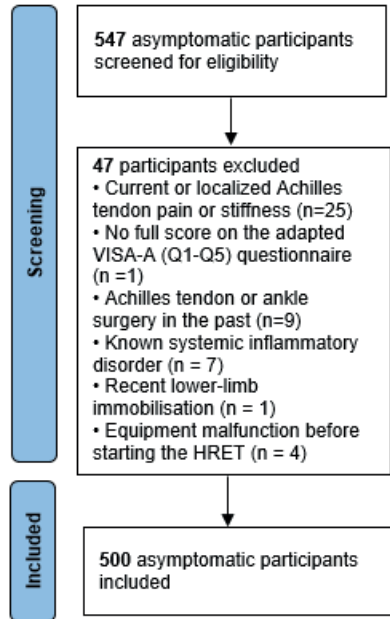 547 asymptomatic participants
screened for eligibility
Screening
47 participants excluded
• Current or localized Achilles
tendon pain or stiffness (n=25)
• No full score on the adapted
VISA-A (Q1-Q5) questionnaire
(n =1)
• Achilles tendon or ankle
surgery in the past (n=9)
• Known systemic inflammatory
disorder (n = 7)
• Recent lower-limb
immobilisation (n = 1)
• Equipment malfunction before
starting the HRET (n = 4)
Included
500 asymptomatic participants
included